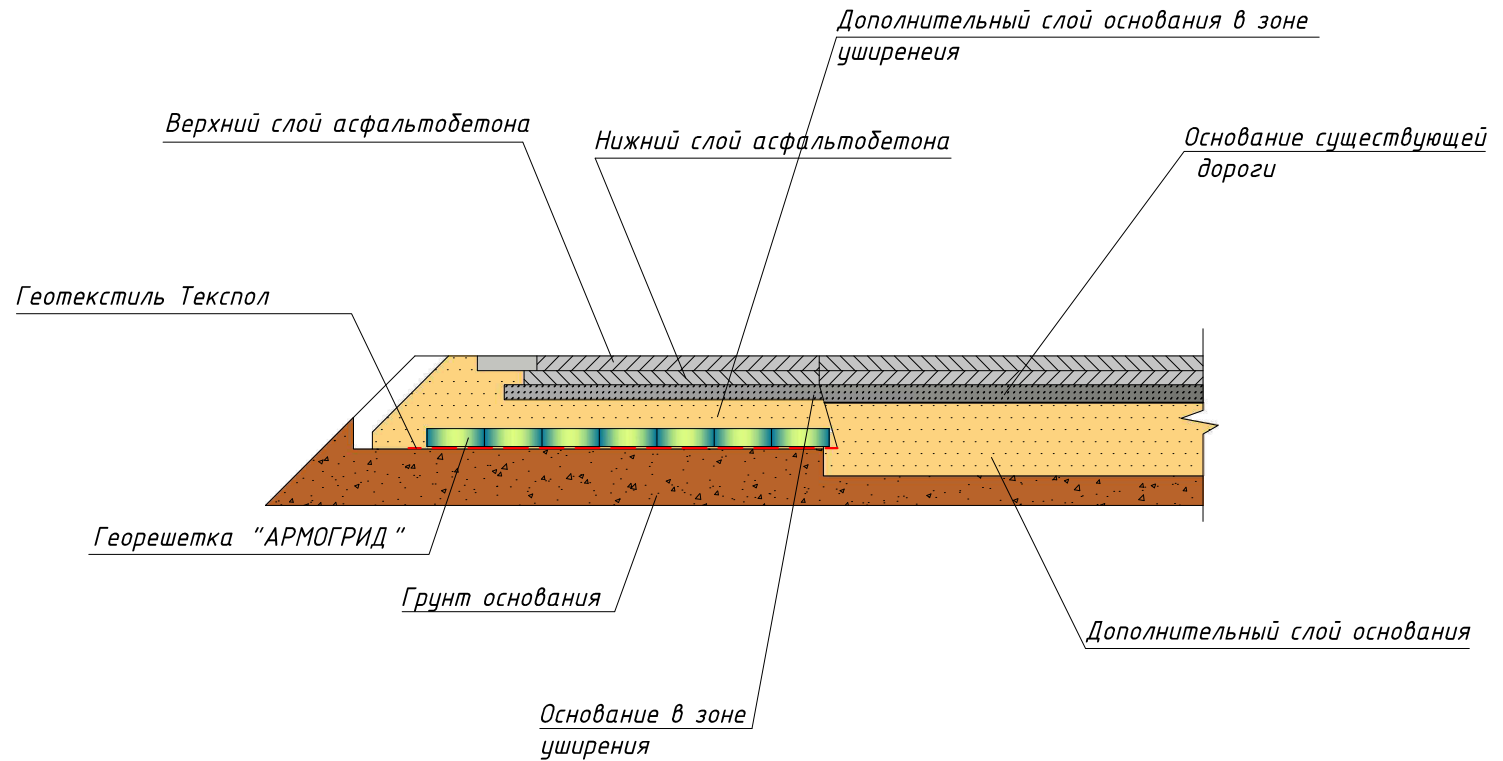 Дополнительный слой основания в зоне
уширенеия
Верхний слой асфальтобетона
Нижний слой асфальтобетона
Основание существующей
дороги
Геотекстиль Текспол
Георешетка "АРМОГРИД"
Грунт основания
Дополнительный слой основания
Основание в зоне
уширения